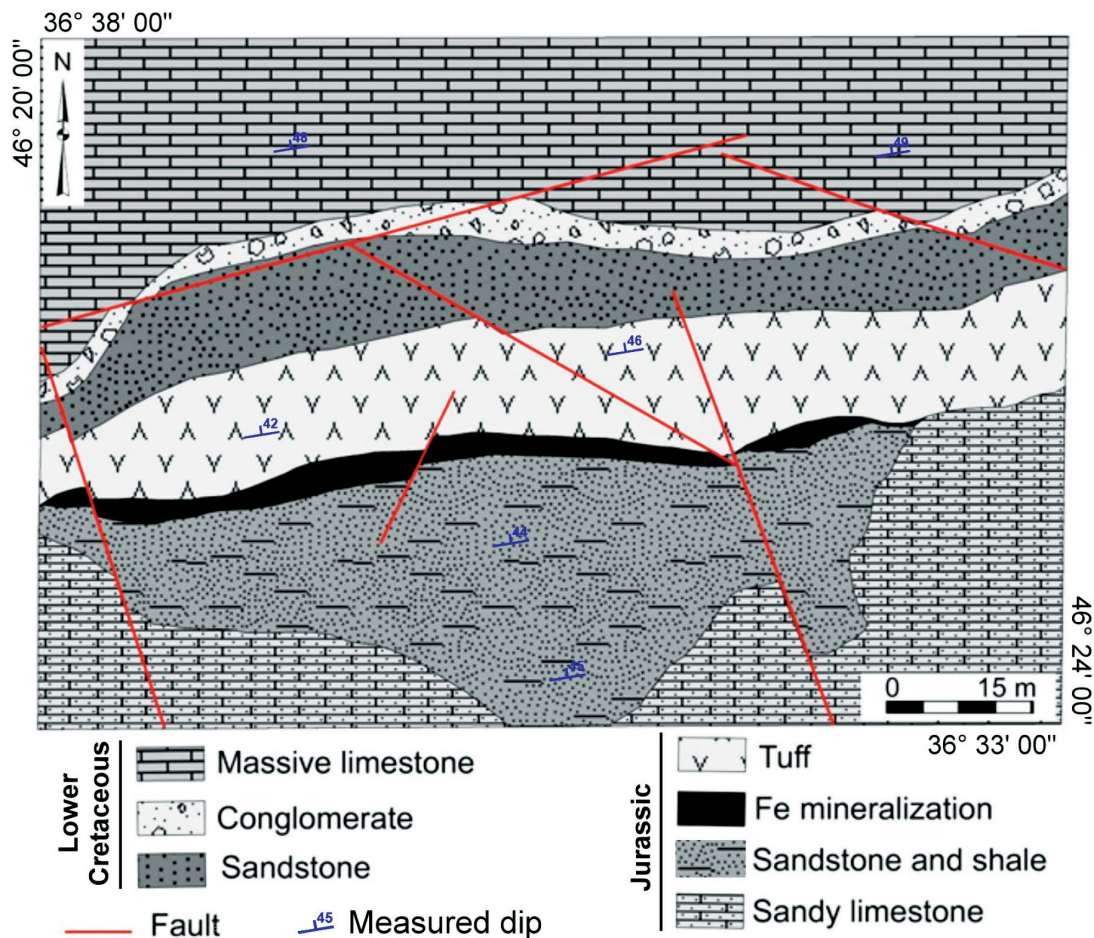 36° 38' 00"
46° 20' 00"
N
48
49
46
42
44
45
0 15 m
46° 24' 00"
36° 33' 00"
Lower Cretaceous
Massive limestone
Conglomerate
Sandstone
Fault
45 Measured dip
Jurassic
Tuff
Fe mineralization
Sandstone and shale
Sandy limestone